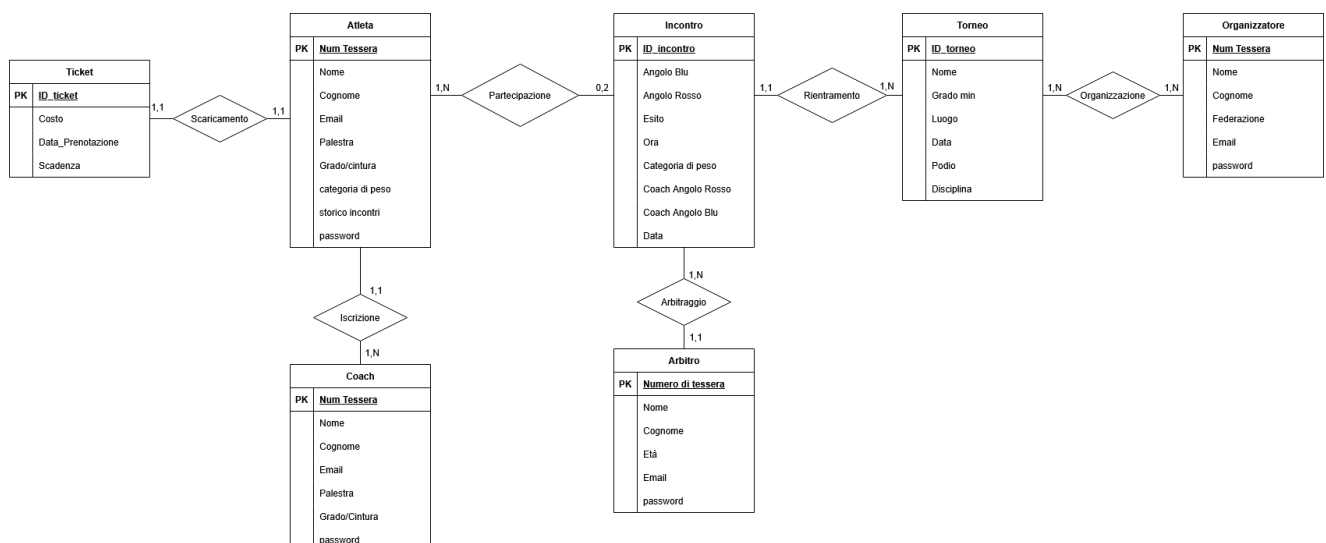 Ticket
PK ID_ticket
Costo
Data_Prenotazione
Scadenza
1,1
Scaricamento
1,1
Atleta
PK Num Tessera
Nome
Cognome
Email
Palestra
Grado/cintura
categoria di peso
storico incontri
password
1,N
Partecipazione
0,2
Incontro
PK ID_incontro
Angolo Blu
Angolo Rosso
Esito
Ora
Categoria di peso
Coach Angolo Rosso
Coach Angolo Blu
Data
1,1
Rientramento
1,N
Torneo
PK ID_torneo
Nome
Grado min
Luogo
Data
Podio
Disciplina
1,N
Organizzazione
1,N
Organizzatore
PK Num Tessera
Nome
Cognome
Federazione
Email
password
1,1
Iscrizione
1,N
Coach
PK Num Tessera
Nome
Cognome
Email
Palestra
Grado/Cintura
password
1,N
Arbitraggio
1,1
Arbitro
PK Numero di tessera
Nome
Cognome
Età
Email
password